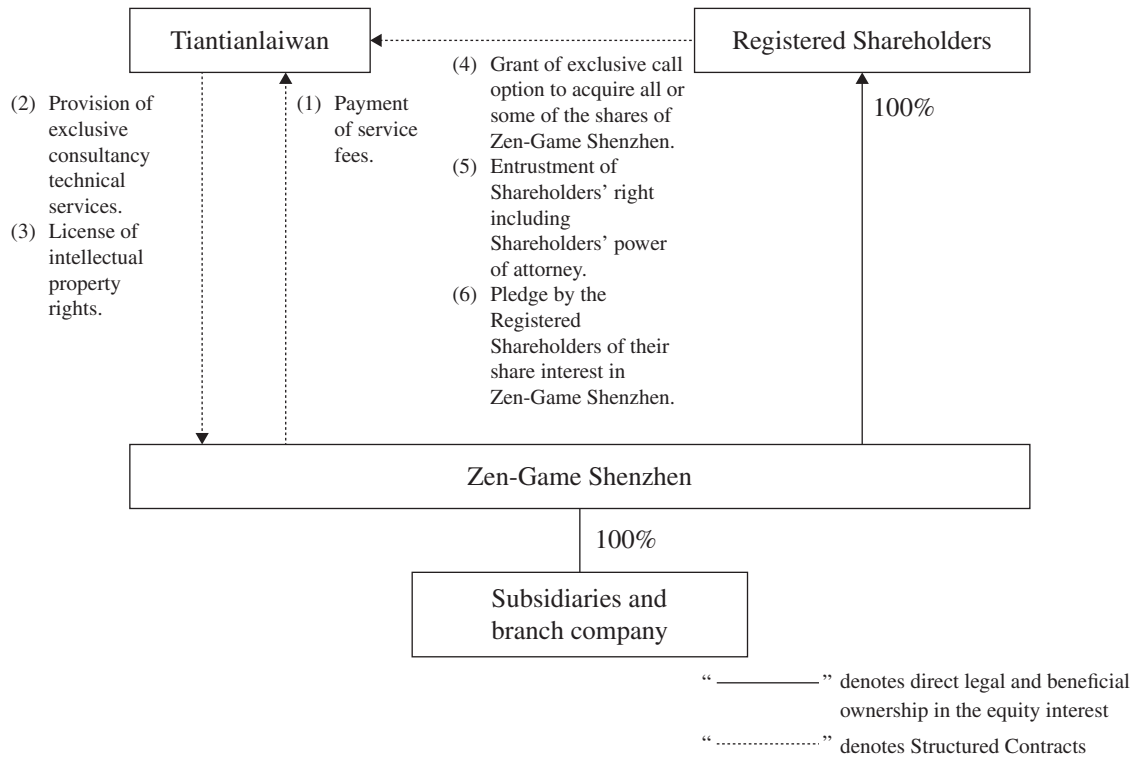 Tiantianlaiwan
Registered Shareholders
(2) Provision of
exclusive
consultancy
technical
services.
(3) License of
intellectual
property
rights.
(1) Payment
of service
fees.
(4) Grant of exclusive call
option to acquire all or
some of the shares of
Zen-Game Shenzhen.
(5) Entrustment of
Shareholders’ right
including
Shareholders’ power
of attorney.
(6) Pledge by the
Registered
Shareholders of their
share interest in
Zen-Game Shenzhen.
100%
Zen-Game Shenzhen
100%
Subsidiaries and
branch company
“ ” denotes direct legal and beneficial
ownership in the equity interest
“ ” denotes Structured Contracts